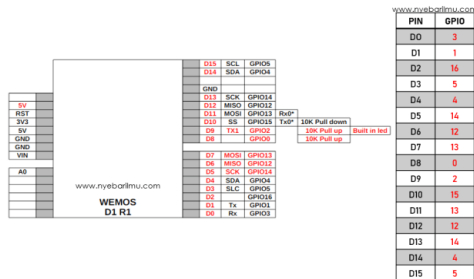 www.nyebarilmu.com
PIN GPIO
D0 3
D1 1
D2 16
D3 5
D4 4
D5 14
D6 12
D7 13
D8 0
D9 2
D10 15
D11 13
D12 12
D13 14
D14 4
D15 5
D15 SCL GPIO5
D14 SDA GPIO4
GND
D13 SCK GPIO14
D12 MISO GPIO12
D11 MOSI GPIO13 Rx0*
D10 SS GPIO15 Tx0* 10K Pull down
D9 TX1 GPIO2 10K Pull up Built in led
D8 GPIO0 10K Pull up
D7 MOSI GPIO13
D6 MISO GPIO12
D5 SCK GPIO14
D4 SDA GPIO4
D3 SLC GPIO5
D2 GPIO16
D1 Tx GPIO1
D0 Rx GPIO3
5V
RST
3V3
5V
GND
GND
VIN
A0
www.nyebarilmu.com
WEMOS
D1 R1